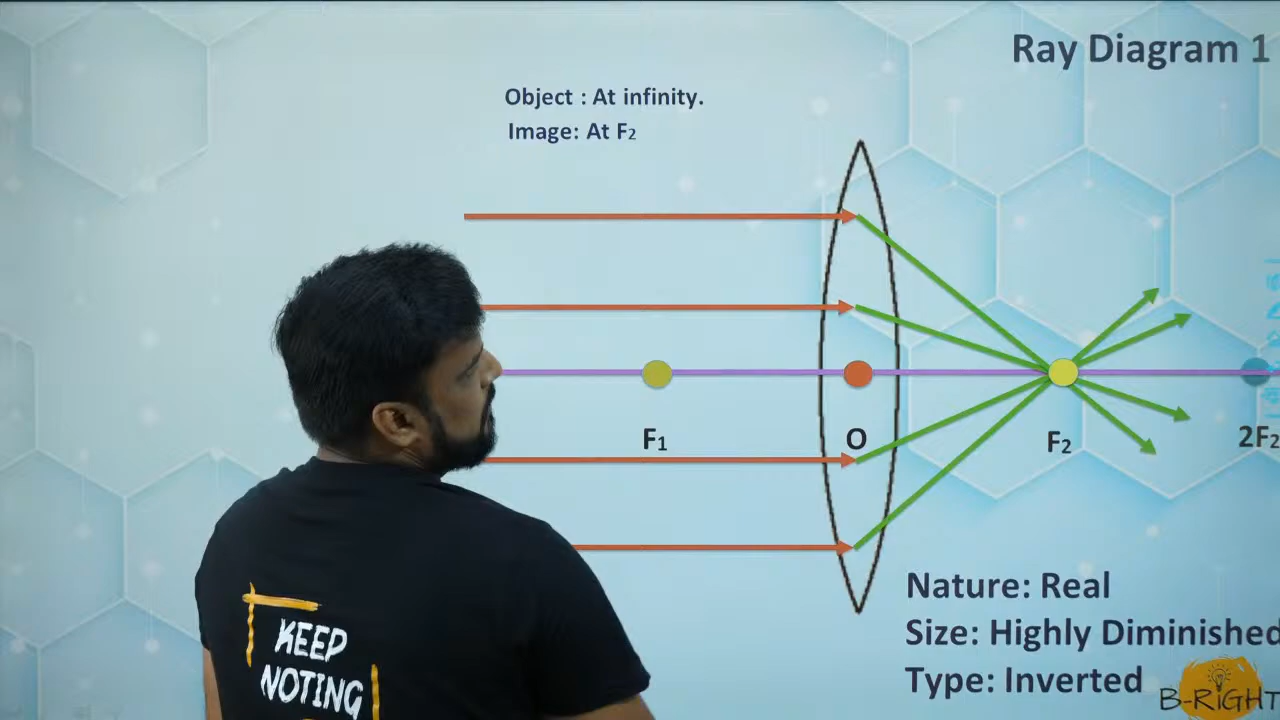 Ray Diagram 1
Object : At infinity.
Image: At F₂
F₁
O
F₂
2F₂
Nature: Real
Size: Highly Diminished
Type: Inverted
KEEP
NOTING
B-RIGHT